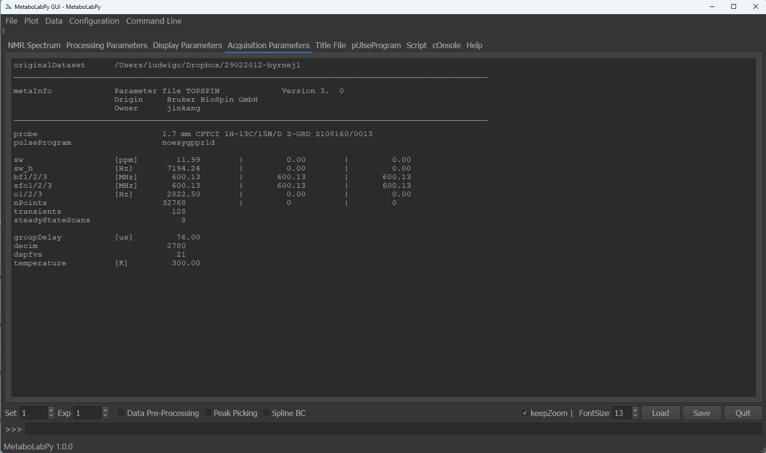 MetaboLabPy GUI - MetaboLabPy
File Plot Data Configuration Command Line
NMR Spectrum Processing Parameters Display Parameters Acquisition Parameters Title File pUlseProgram Script cOnsole Help
originalDataset /Users/ludwigc/Dropbox/29022012-byrnej1
metaInfo Parameter file TOPSPIN Version 3. 0
Origin Bruker BioSpin GmbH
Owner jinkang
probe 1.7 mm CPTCI 1H-13C/15N/D Z-GRD Z108160/0013
pulseProgram noesygppr1d
sw [ppm] 11.99 | 0.00 | 0.00
sw_h [Hz] 7194.24 | 0.00 | 0.00
bf1/2/3 [MHz] 600.13 | 600.13 | 600.13
sfo1/2/3 [MHz] 600.13 | 600.13 | 600.13
o1/2/3 [Hz] 2822.50 | 0.00 | 0.00
nPoints 32768 | 0 | 0
transients 128
steadyStateScans 8
groupDelay [us] 76.00
decim 2780
dspfvs 21
temperature [K] 300.00
Set 1 Exp 1 Data Pre-Processing Peak Picking Spline BC keepZoom | FontSize 13 Load Save Quit
>>>
MetaboLabPy 1.0.0